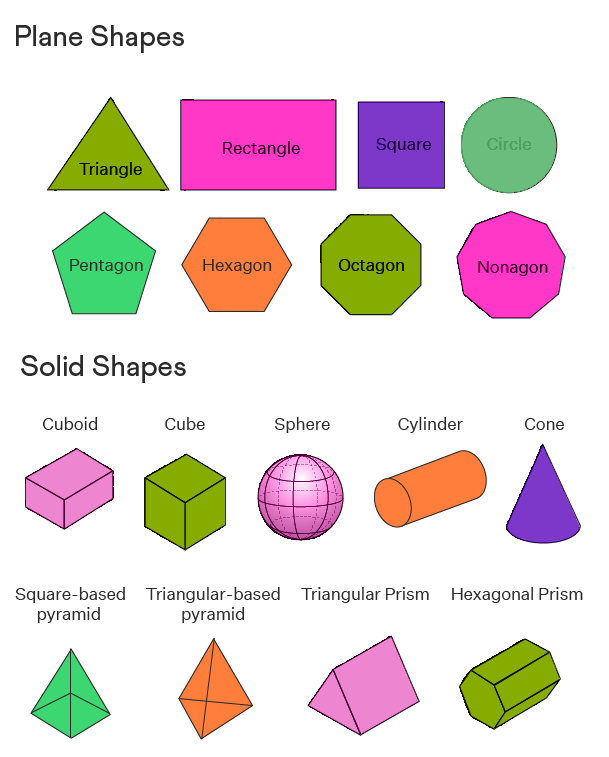 Plane Shapes
Triangle
Rectangle
Square
Circle
Pentagon
Hexagon
Octagon
Nonagon
Solid Shapes
Cuboid
Cube
Sphere
Cylinder
Cone
Square-based
pyramid
Triangular-based
pyramid
Triangular Prism
Hexagonal Prism